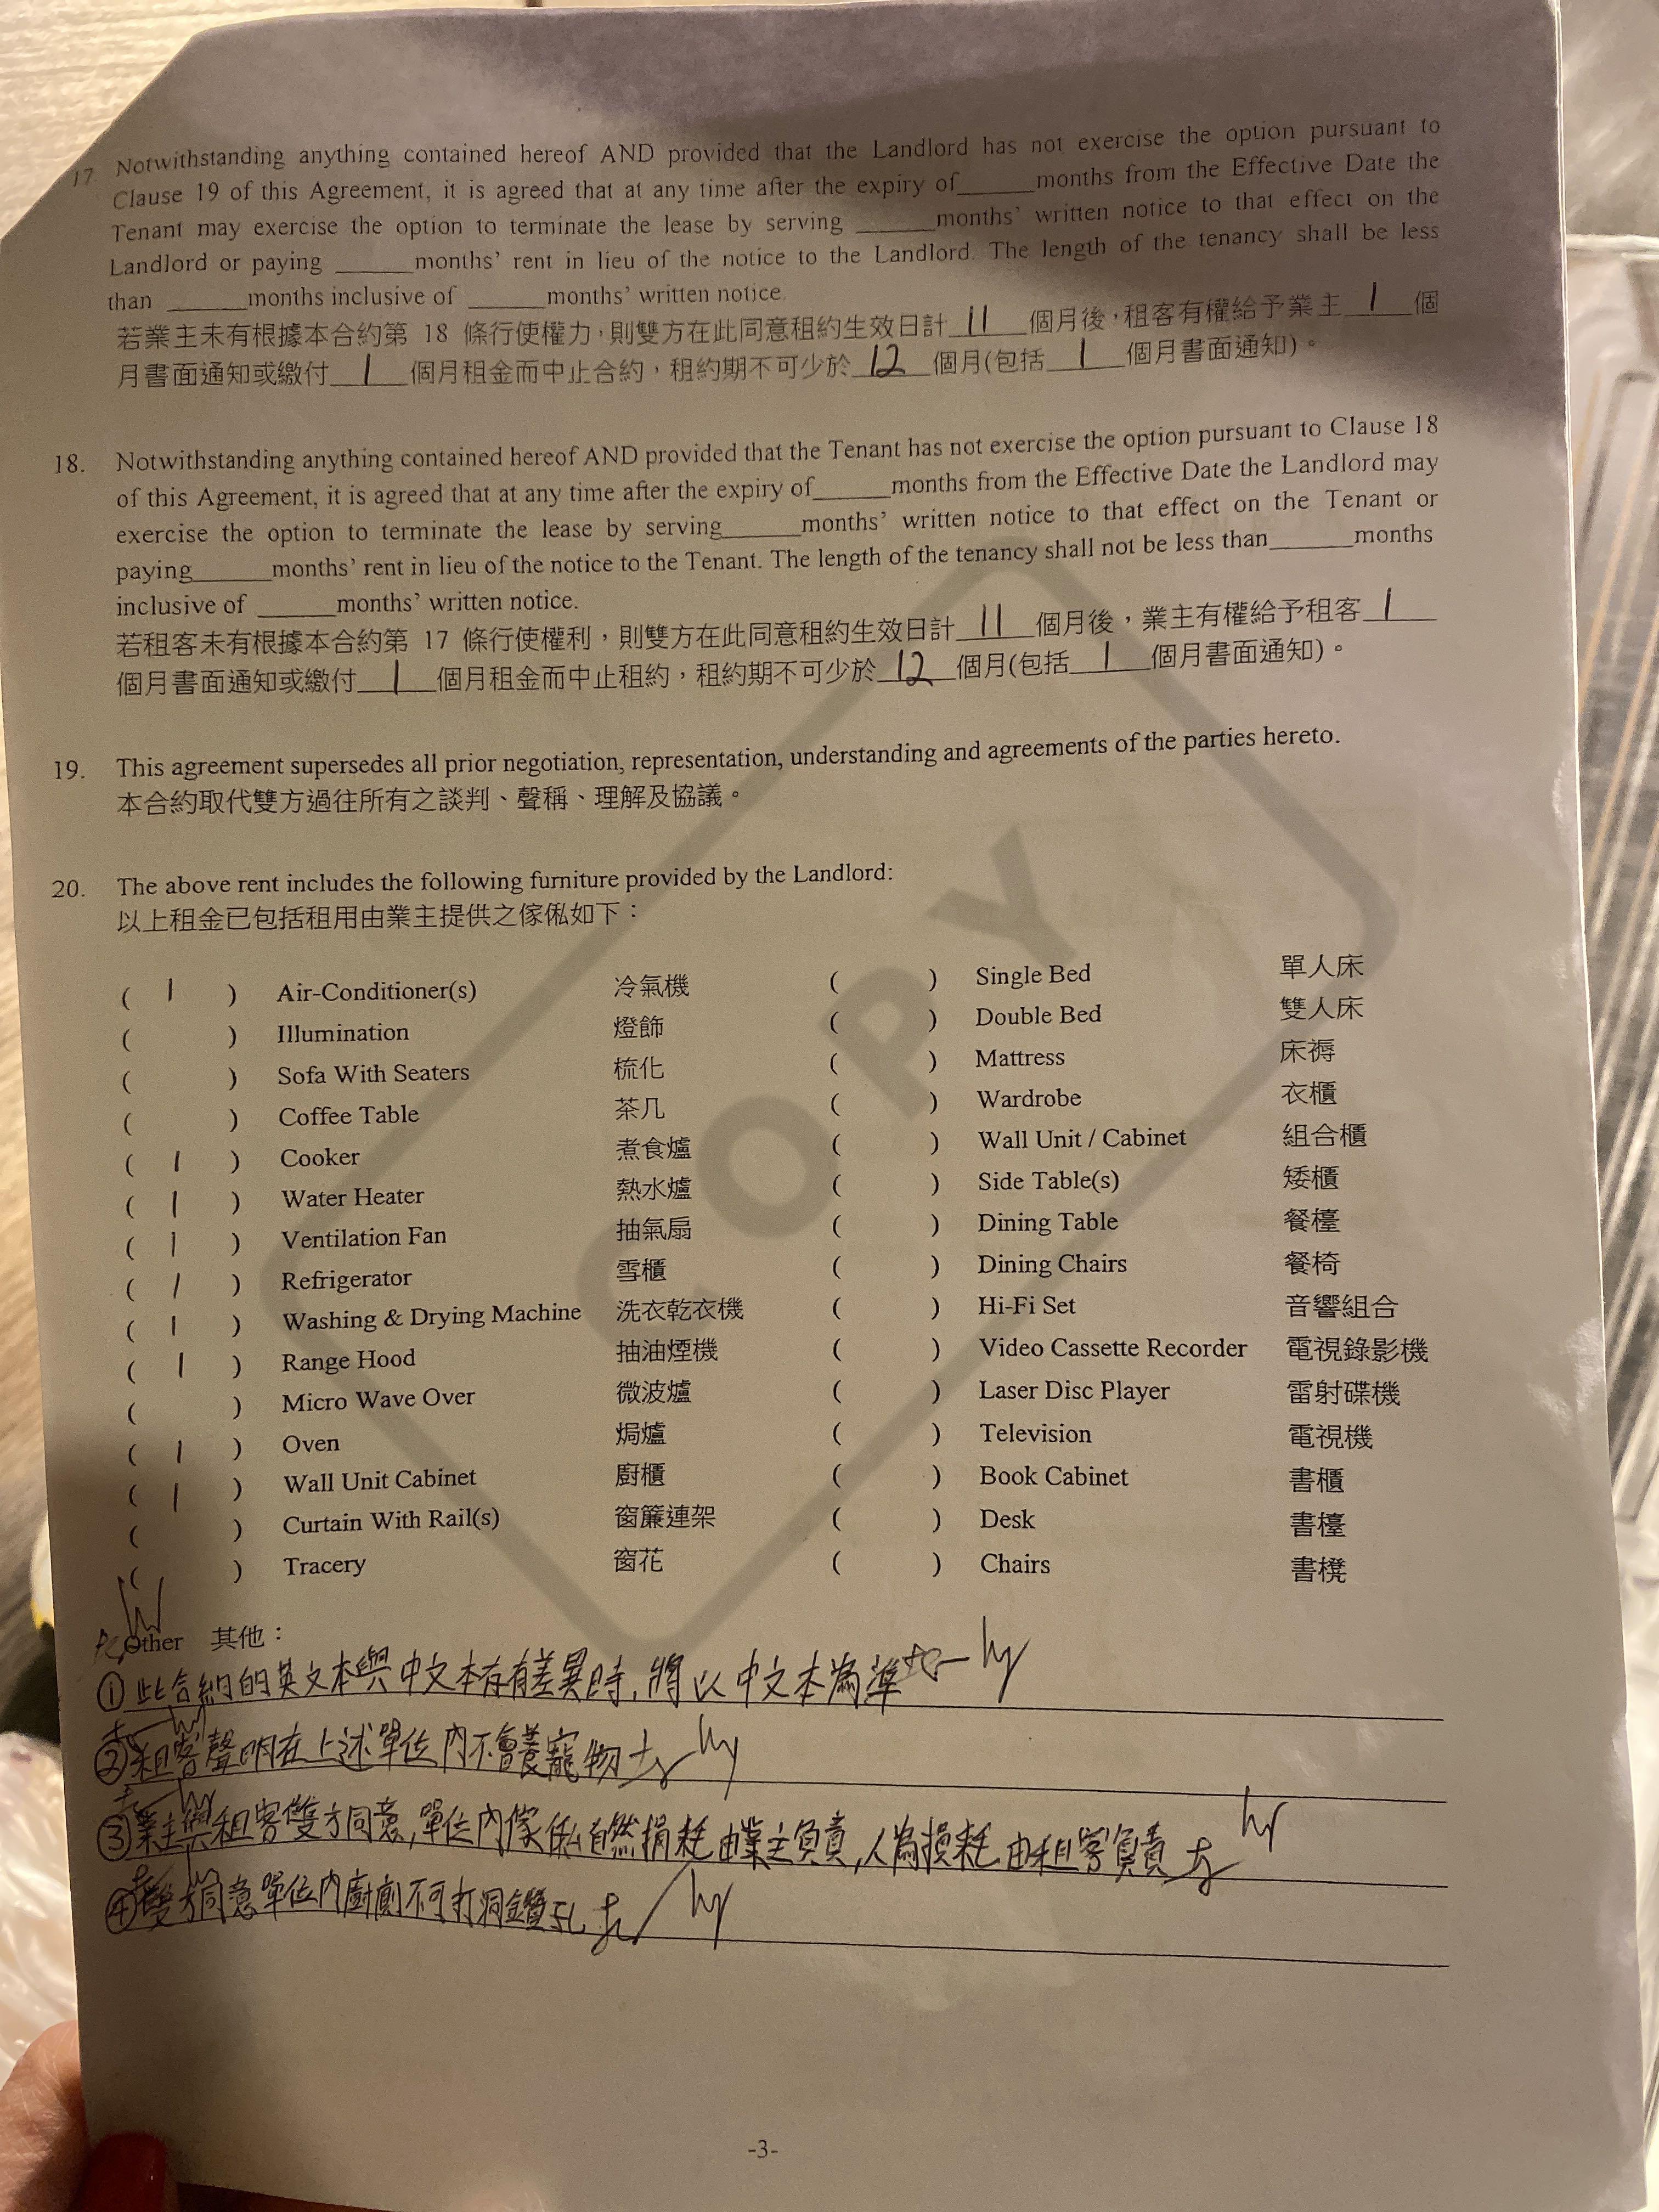 17. Notwithstanding anything contained hereof AND provided that the Landlord has not exercise the option pursuant to
Clause 19 of this Agreement, it is agreed that at any time after the expiry of______months from the Effective Date the
Tenant may exercise the option to terminate the lease by serving ______months' written notice to that effect on the
Landlord or paying ______months' rent in lieu of the notice to the Landlord. The length of the tenancy shall be less
than ______months inclusive of ______months' written notice.
若業主未有根據本合約第 18 條行使權力,則雙方在此同意租約生效日計 11 個月後,租客有權給予業主 1 個
月書面通知或繳付 1 個月租金而中止合約,租約期不可少於 12 個月(包括 1 個月書面通知)。
18. Notwithstanding anything contained hereof AND provided that the Tenant has not exercise the option pursuant to Clause 18
of this Agreement, it is agreed that at any time after the expiry of______months from the Effective Date the Landlord may
exercise the option to terminate the lease by serving______months' written notice to that effect on the Tenant or
paying______months' rent in lieu of the notice to the Tenant. The length of the tenancy shall not be less than______months
inclusive of ______months' written notice.
若租客未有根據本合約第 17 條行使權利,則雙方在此同意租約生效日計 11 個月後,業主有權給予租客 1
個月書面通知或繳付 1 個月租金而中止租約,租約期不可少於 12 個月(包括 1 個月書面通知)。
19. This agreement supersedes all prior negotiation, representation, understanding and agreements of the parties hereto.
本合約取代雙方過往所有之談判、聲稱、理解及協議。
20. The above rent includes the following furniture provided by the Landlord:
以上租金已包括租用由業主提供之傢俬如下:
( 1 ) Air-Conditioner(s) 冷氣機 ( ) Single Bed 單人床
( ) Illumination 燈飾 ( ) Double Bed 雙人床
( ) Sofa With Seaters 梳化 ( ) Mattress 床褥
( ) Coffee Table 茶几 ( ) Wardrobe 衣櫃
( 1 ) Cooker 煮食爐 ( ) Wall Unit / Cabinet 組合櫃
( 1 ) Water Heater 熱水爐 ( ) Side Table(s) 矮櫃
( 1 ) Ventilation Fan 抽氣扇 ( ) Dining Table 餐檯
( 1 ) Refrigerator 雪櫃 ( ) Dining Chairs 餐椅
( 1 ) Washing & Drying Machine 洗衣乾衣機 ( ) Hi-Fi Set 音響組合
( 1 ) Range Hood 抽油煙機 ( ) Video Cassette Recorder 電視錄影機
( ) Micro Wave Over 微波爐 ( ) Laser Disc Player 雷射碟機
( 1 ) Oven 焗爐 ( ) Television 電視機
( 1 ) Wall Unit Cabinet 廚櫃 ( ) Book Cabinet 書櫃
( ) Curtain With Rail(s) 窗簾連架 ( ) Desk 書檯
( ) Tracery 窗花 ( ) Chairs 書櫈
COPY
Other 其他:
① 此合約的英文本與中文本存有差異時,將以中文本為準
② 租客聲明在上述單位內不會養寵物
③ 業主與租客雙方同意,單位內傢俬自然損耗由業主負責,人為損耗由租客負責
④ 雙方同意單位內廚廁不可打洞鑽孔
-3-